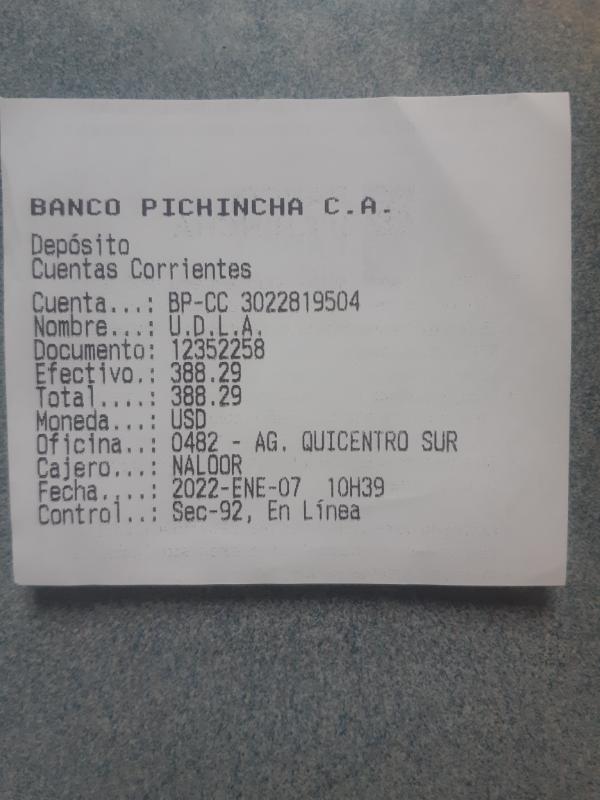 BANCO PICHINCHA C.A.
Depósito
Cuentas Corrientes
Cuenta...: BP-CC 3022819504
Nombre...: U.D.L.A.
Documento: 12352258
Efectivo.: 388.29
Total....: 388.29
Moneda...: USD
Oficina..: 0482 - AG. QUICENTRO SUR
Cajero...: NALOOR
Fecha....: 2022-ENE-07 10H39
Control..: Sec-92, En Línea